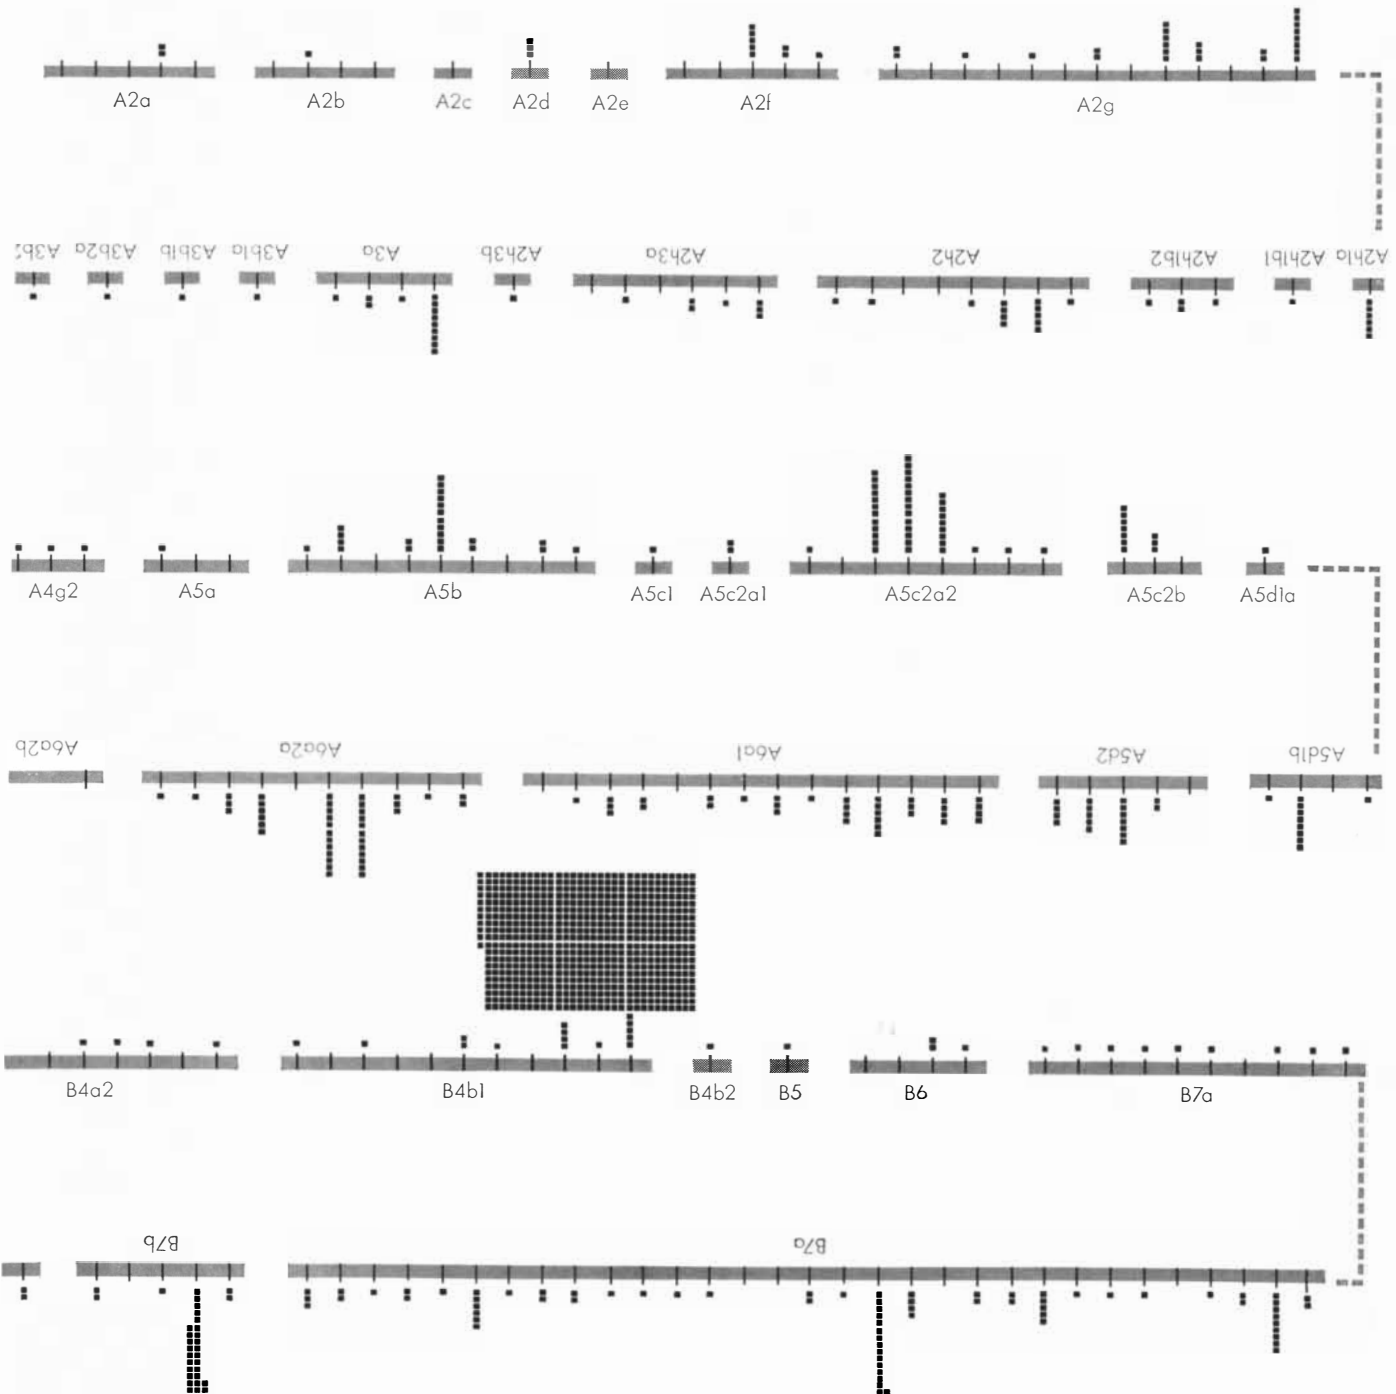 A2a A2b A2c A2d A2e A2f A2g
A3b2a A3b1b A3b1a A3a A2h3b A2h3a A2h2 A2h1b2 A2h1b1 A2h1a
A4g2 A5a A5b A5c1 A5c2a1 A5c2a2 A5c2b A5d1a
A6a2b A6a2a A6a1 A5d2 A5d1b
B4a2 B4b1 B4b2 B5 B6 B7a
B7b B7a